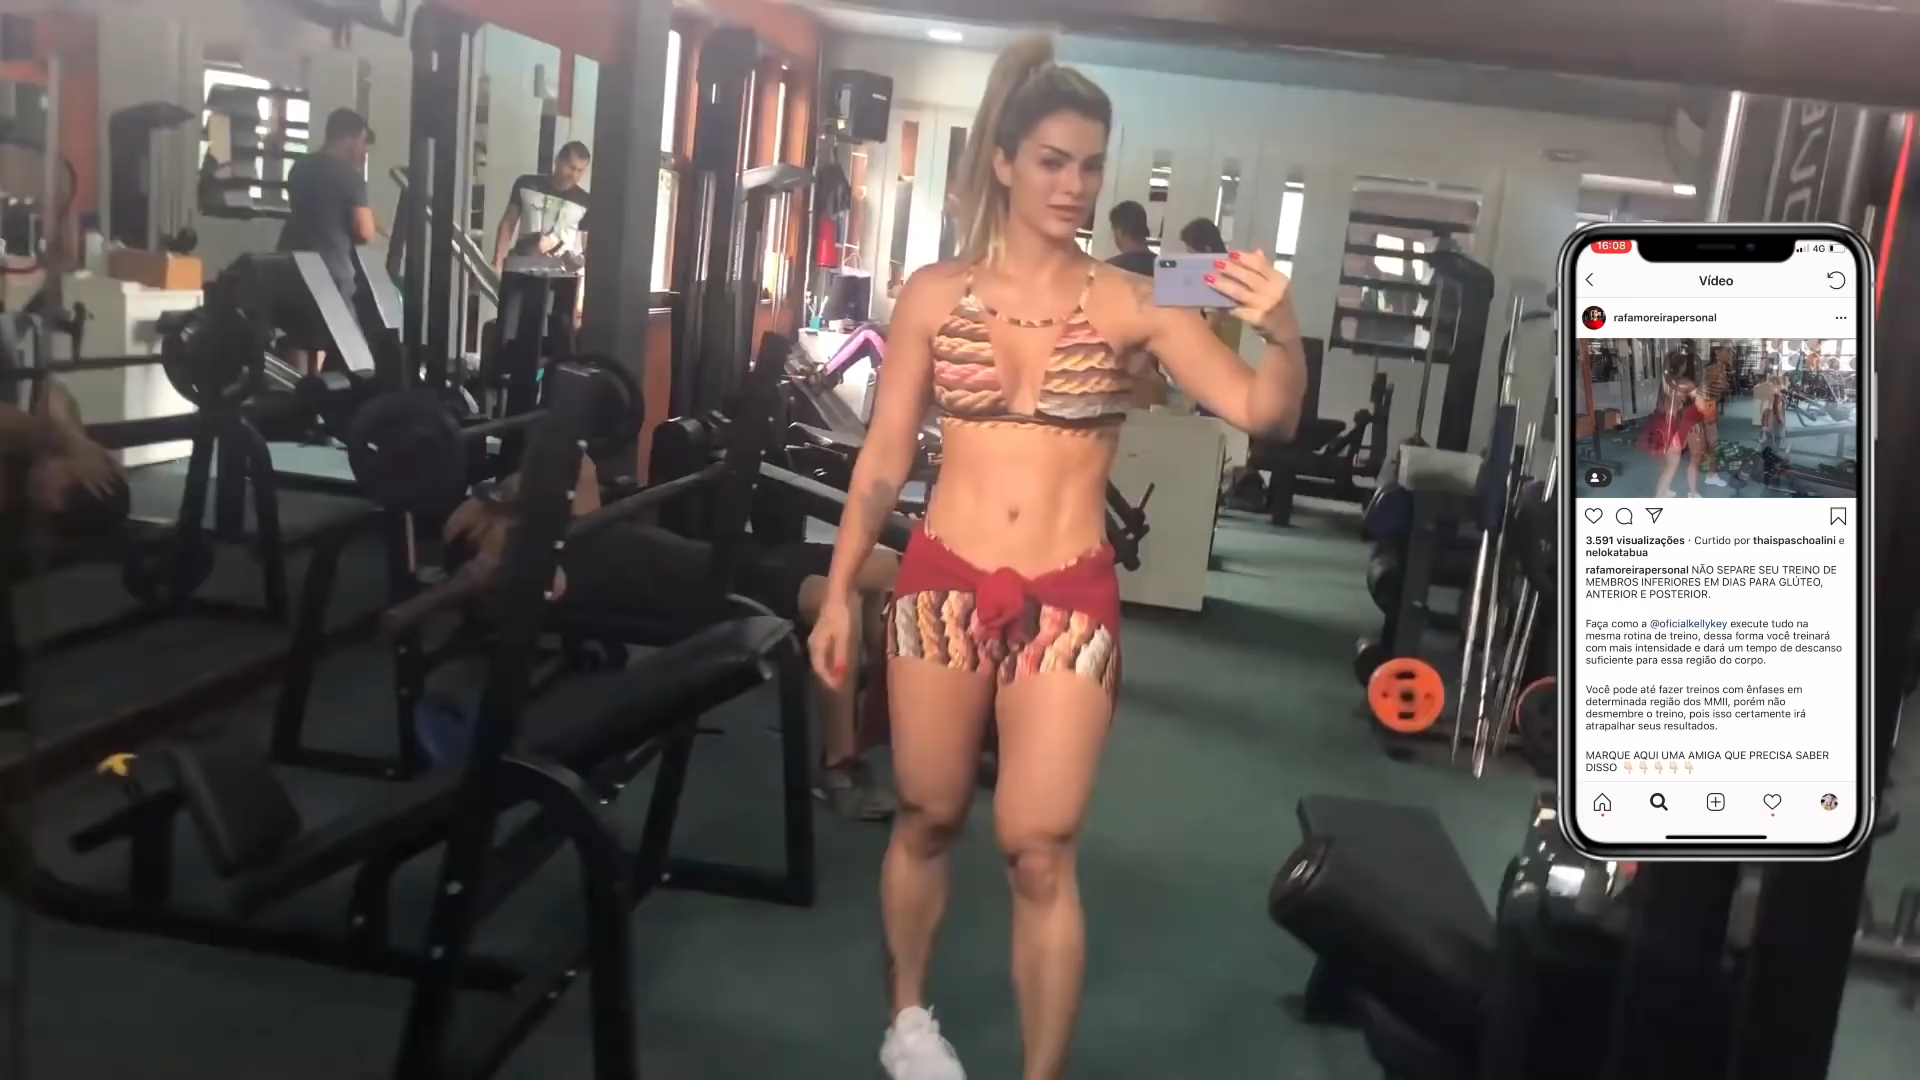 16:08
4G
Vídeo
rafamoreirapersonal
3.591 visualizações · Curtido por thaispaschoalini e
nelokatabua
rafamoreirapersonal NÃO SEPARE SEU TREINO DE
MEMBROS INFERIORES EM DIAS PARA GLÚTEO,
ANTERIOR E POSTERIOR.
Faça como a @oficialkellykey execute tudo na
mesma rotina de treino, dessa forma você treinará
com mais intensidade e dará um tempo de descanso
suficiente para essa região do corpo.
Você pode até fazer treinos com ênfases em
determinada região dos MMII, porém não
desmembre o treino, pois isso certamente irá
atrapalhar seus resultados.
MARQUE AQUI UMA AMIGA QUE PRECISA SABER
DISSO 👇🏻👇🏻👇🏻👇🏻👇🏻